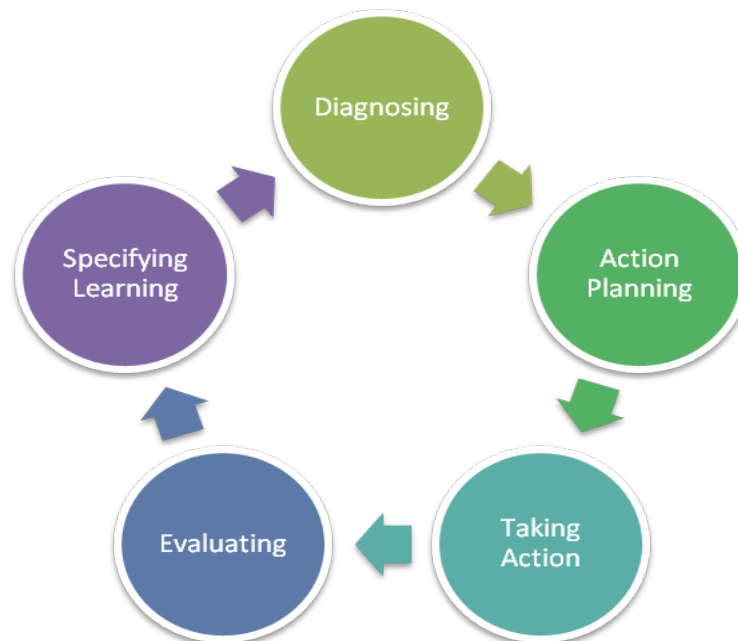 Diagnosing
Action
Planning
Taking
Action
Evaluating
Specifying
Learning